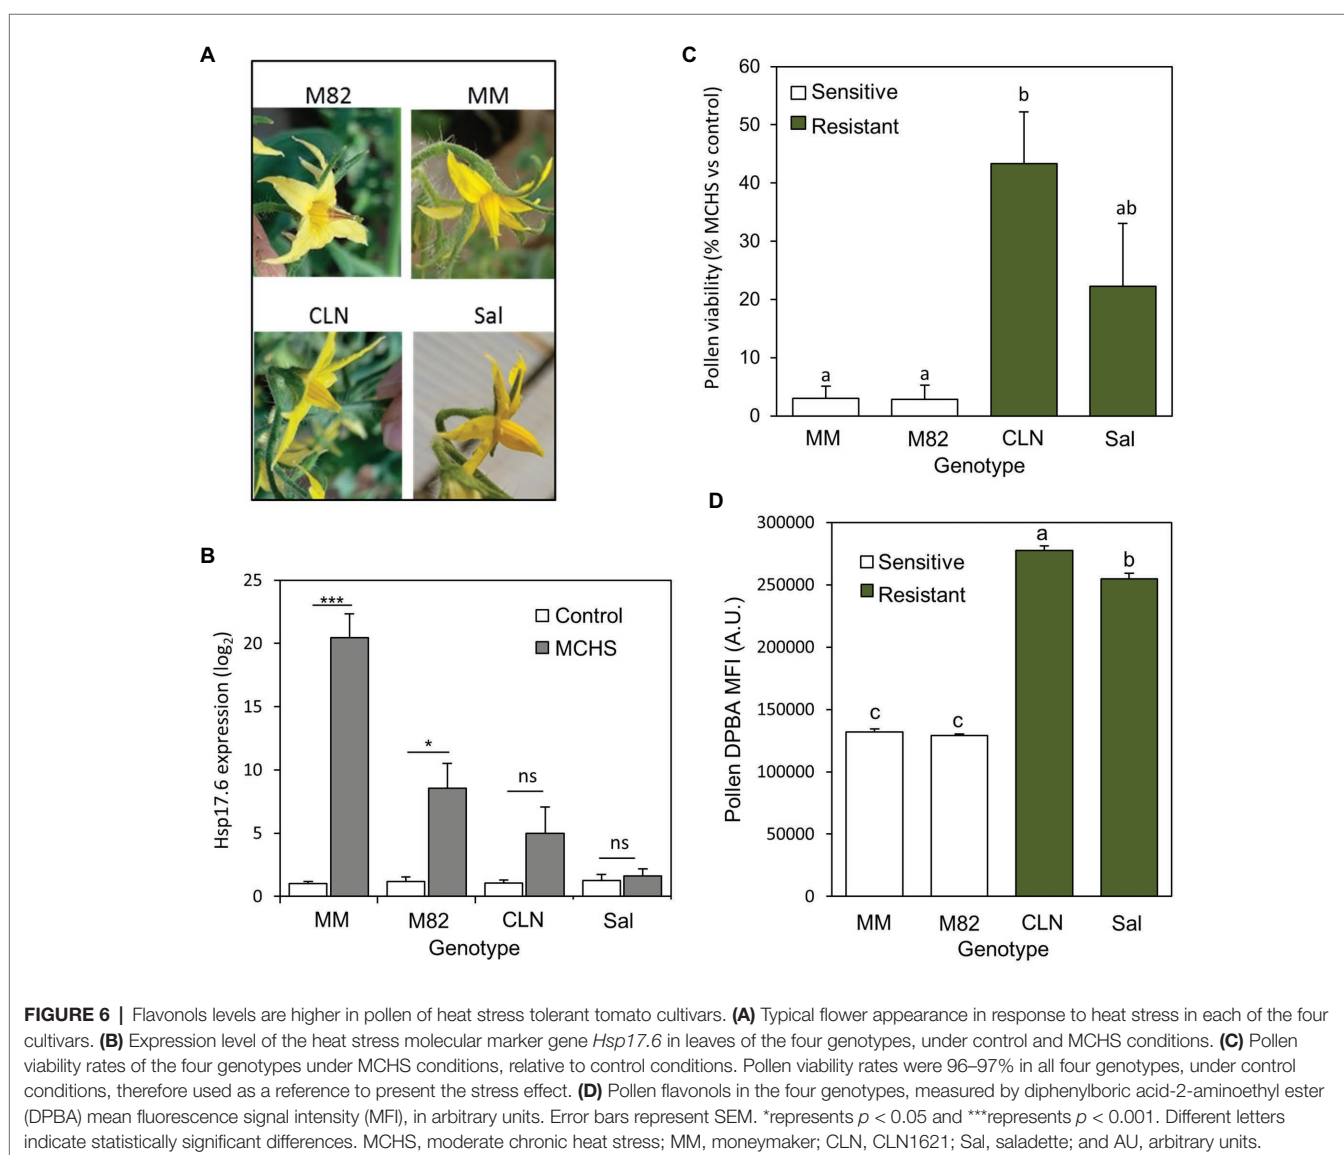 A
M82 MM
CLN Sal
B
Hsp17.6 expression (log2)
25
20
15
10
5
0
***
*
ns
ns
Control
MCHS
MM M82 CLN Sal
Genotype
C
Pollen viability (% MCHS vs control)
60
50
40
30
20
10
0
Sensitive
Resistant
a
a
b
ab
MM M82 CLN Sal
Genotype
D
Pollen DPBA MFI (A.U.)
300000
250000
200000
150000
100000
50000
0
Sensitive
Resistant
c
c
a
b
MM M82 CLN Sal
Genotype
FIGURE 6 | Flavonols levels are higher in pollen of heat stress tolerant tomato cultivars. (A) Typical flower appearance in response to heat stress in each of the four
cultivars. (B) Expression level of the heat stress molecular marker gene Hsp17.6 in leaves of the four genotypes, under control and MCHS conditions. (C) Pollen
viability rates of the four genotypes under MCHS conditions, relative to control conditions. Pollen viability rates were 96–97% in all four genotypes, under control
conditions, therefore used as a reference to present the stress effect. (D) Pollen flavonols in the four genotypes, measured by diphenylboric acid-2-aminoethyl ester
(DPBA) mean fluorescence signal intensity (MFI), in arbitrary units. Error bars represent SEM. *represents p < 0.05 and ***represents p < 0.001. Different letters
indicate statistically significant differences. MCHS, moderate chronic heat stress; MM, moneymaker; CLN, CLN1621; Sal, saladette; and AU, arbitrary units.